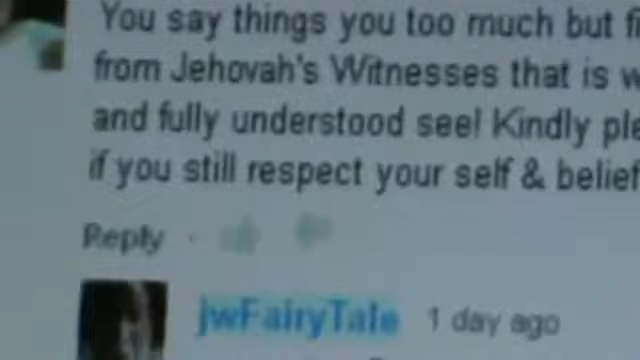 You say things you too much but fi
from Jehovah's Witnesses that is w
and fully understood see! Kindly ple
if you still respect your self & belief
Reply ·
jwFairyTale 1 day ago